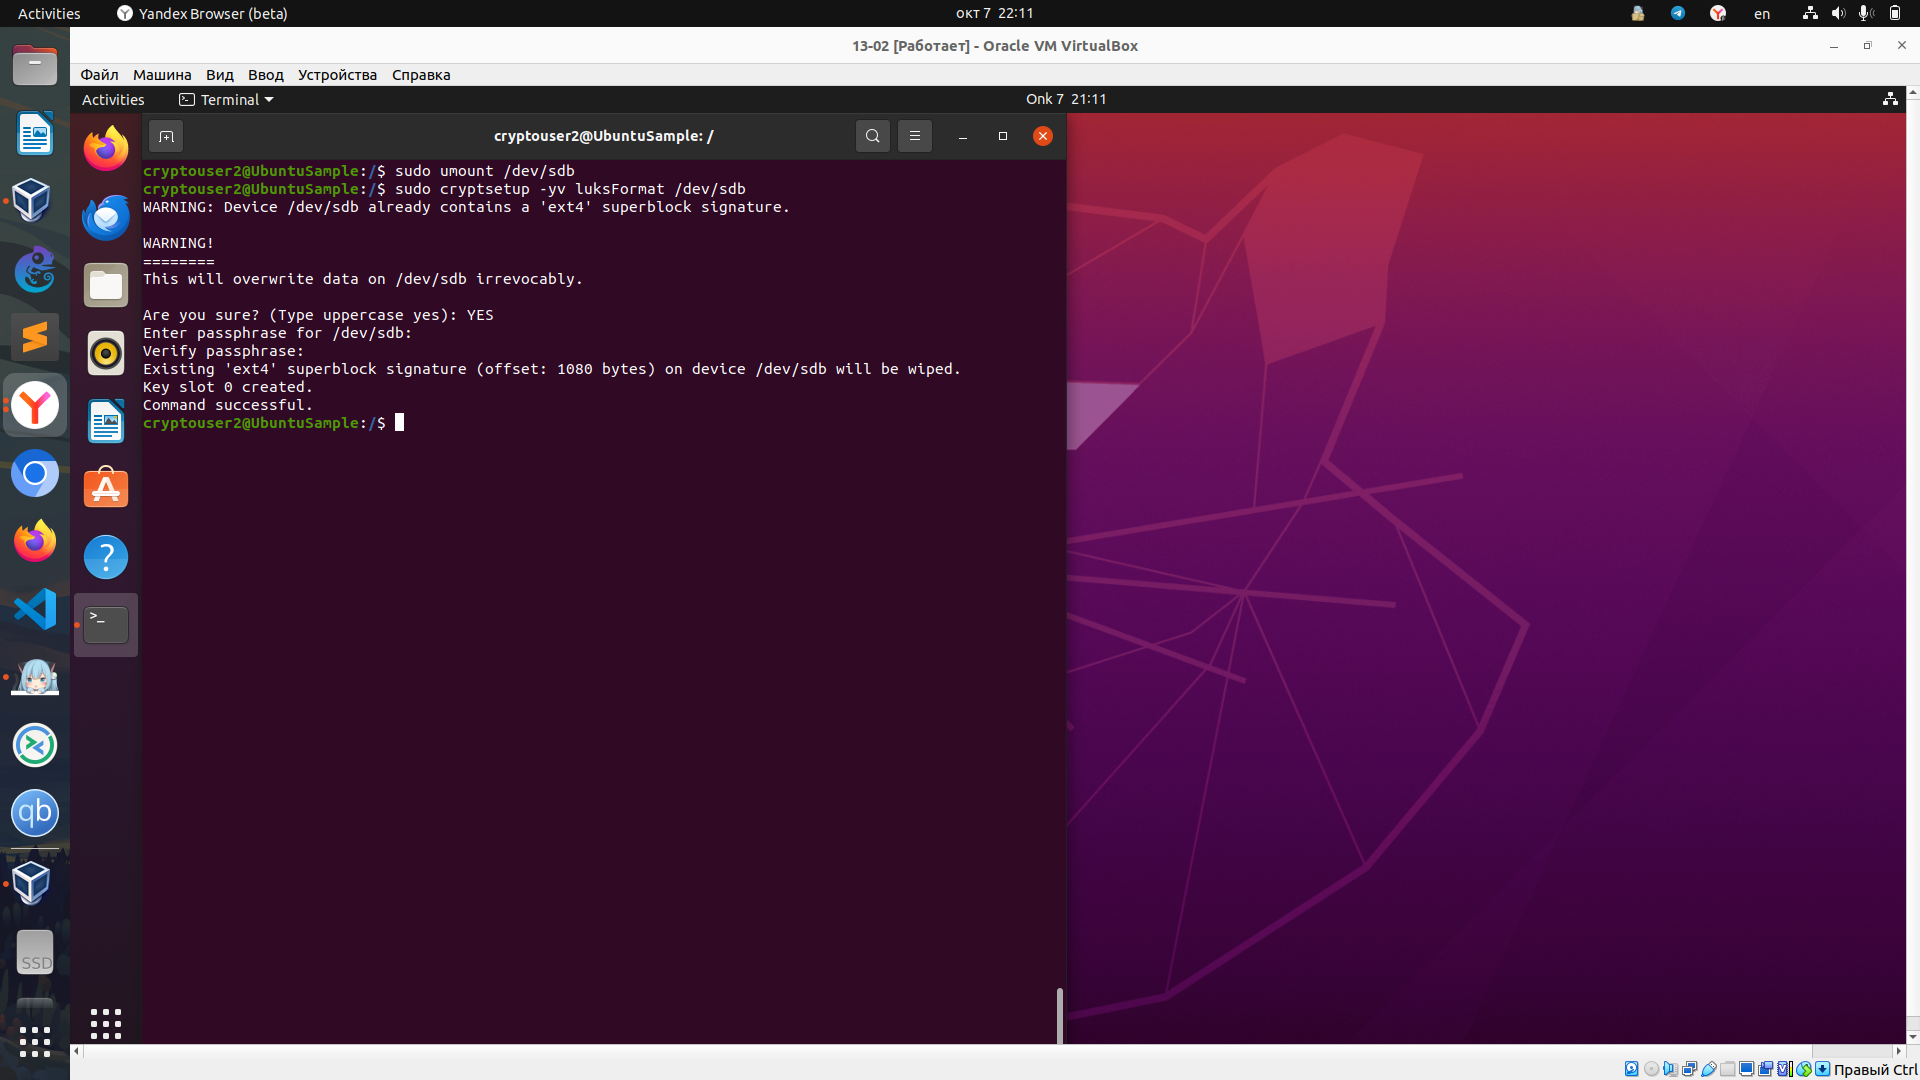 Activities
Yandex Browser (beta)
окт 7 22:11
en
13-02 [Работает] - Oracle VM VirtualBox
Файл Машина Вид Ввод Устройства Справка
Activities
Terminal
Onk 7 21:11
cryptouser2@UbuntuSample: /
cryptouser2@UbuntuSample:/$ sudo umount /dev/sdb
cryptouser2@UbuntuSample:/$ sudo cryptsetup -yv luksFormat /dev/sdb
WARNING: Device /dev/sdb already contains a 'ext4' superblock signature.
WARNING!
========
This will overwrite data on /dev/sdb irrevocably.
Are you sure? (Type uppercase yes): YES
Enter passphrase for /dev/sdb:
Verify passphrase:
Existing 'ext4' superblock signature (offset: 1080 bytes) on device /dev/sdb will be wiped.
Key slot 0 created.
Command successful.
cryptouser2@UbuntuSample:/$
qb
SSD
Правый Ctrl